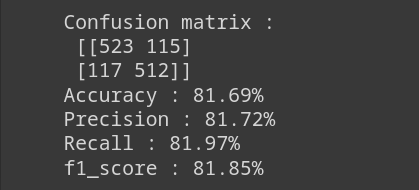 Confusion matrix :
[[523 115]
[117 512]]
Accuracy : 81.69%
Precision : 81.72%
Recall : 81.97%
f1_score : 81.85%